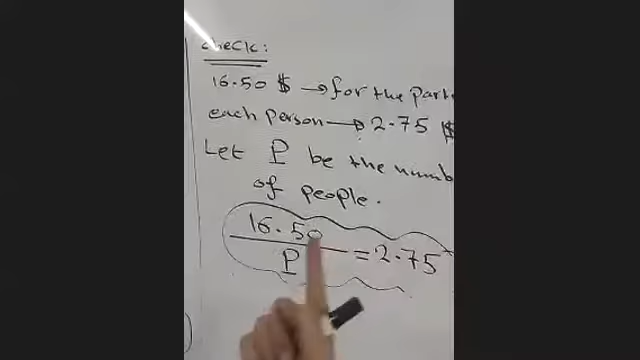 check:
16.50 $ → for the part
each person → 2.75 $
Let P be the numb
of people.
16.50
P = 2.75